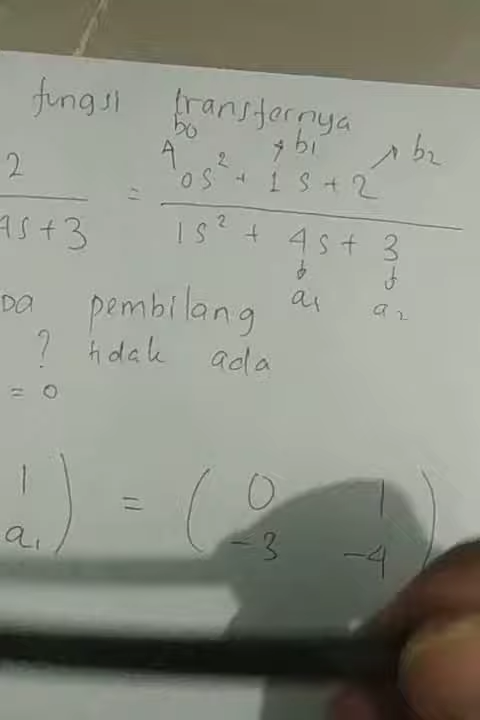 fungsi transfernya
b0 b1 b2
2 = 0s² + 1s + 2
4s+3 1s² + 4s + 3
a1 a2
pembilang
? tidak ada
= 0
1 = ( 0 1 )
a1 ( -3 -4 )